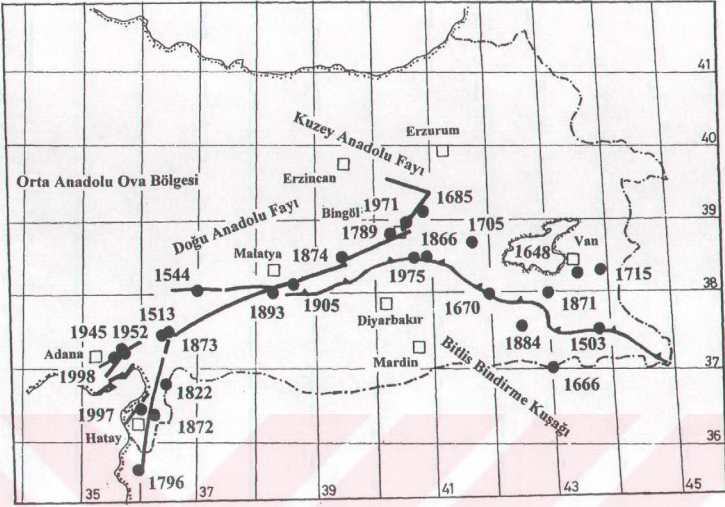 41
Kuzey Anadolu Fayı
Erzurum
40
Erzincan
Orta Anadolu Ova Bölgesi
1971
1685
Bingöl
39
Doğu Anadolu Fayı
1789
1705
1874
1866
Van
Malatya
1648
1544
1975
1715
38
1513
1893
1905
1670
1871
Diyarbakır
1945
1952
1873
1884
1503
Adana
Mardin
Bitlis Bindirme Kuşağı
37
1998
1666
1822
1997
1872
Hatay
36
1796
35
37
39
41
43
45